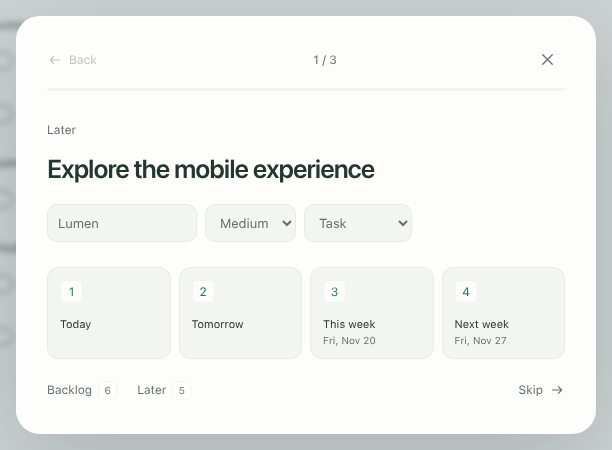 ← Back 1 / 3 ×
Later
Explore the mobile experience
Lumen Medium Task
1 2 3 4
Today Tomorrow This week Next week
Fri, Nov 20 Fri, Nov 27
Backlog 6 Later 5 Skip →